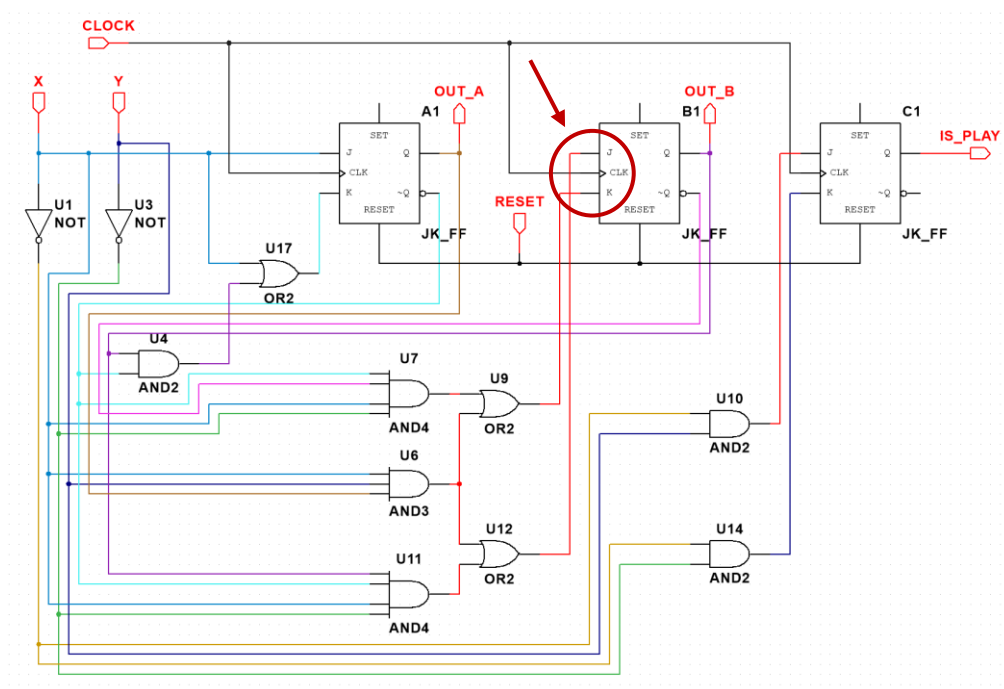 CLOCK
X
Y
OUT_A
OUT_B
IS_PLAY
A1
B1
C1
SET
J
Q
CLK
K
~Q
RESET
JK_FF
SET
J
Q
CLK
K
~Q
RESET
JK_FF
SET
J
Q
CLK
K
~Q
RESET
JK_FF
U1
NOT
U3
NOT
RESET
U17
OR2
U4
AND2
U7
AND4
U9
OR2
U10
AND2
U6
AND3
U12
OR2
U14
AND2
U11
AND4